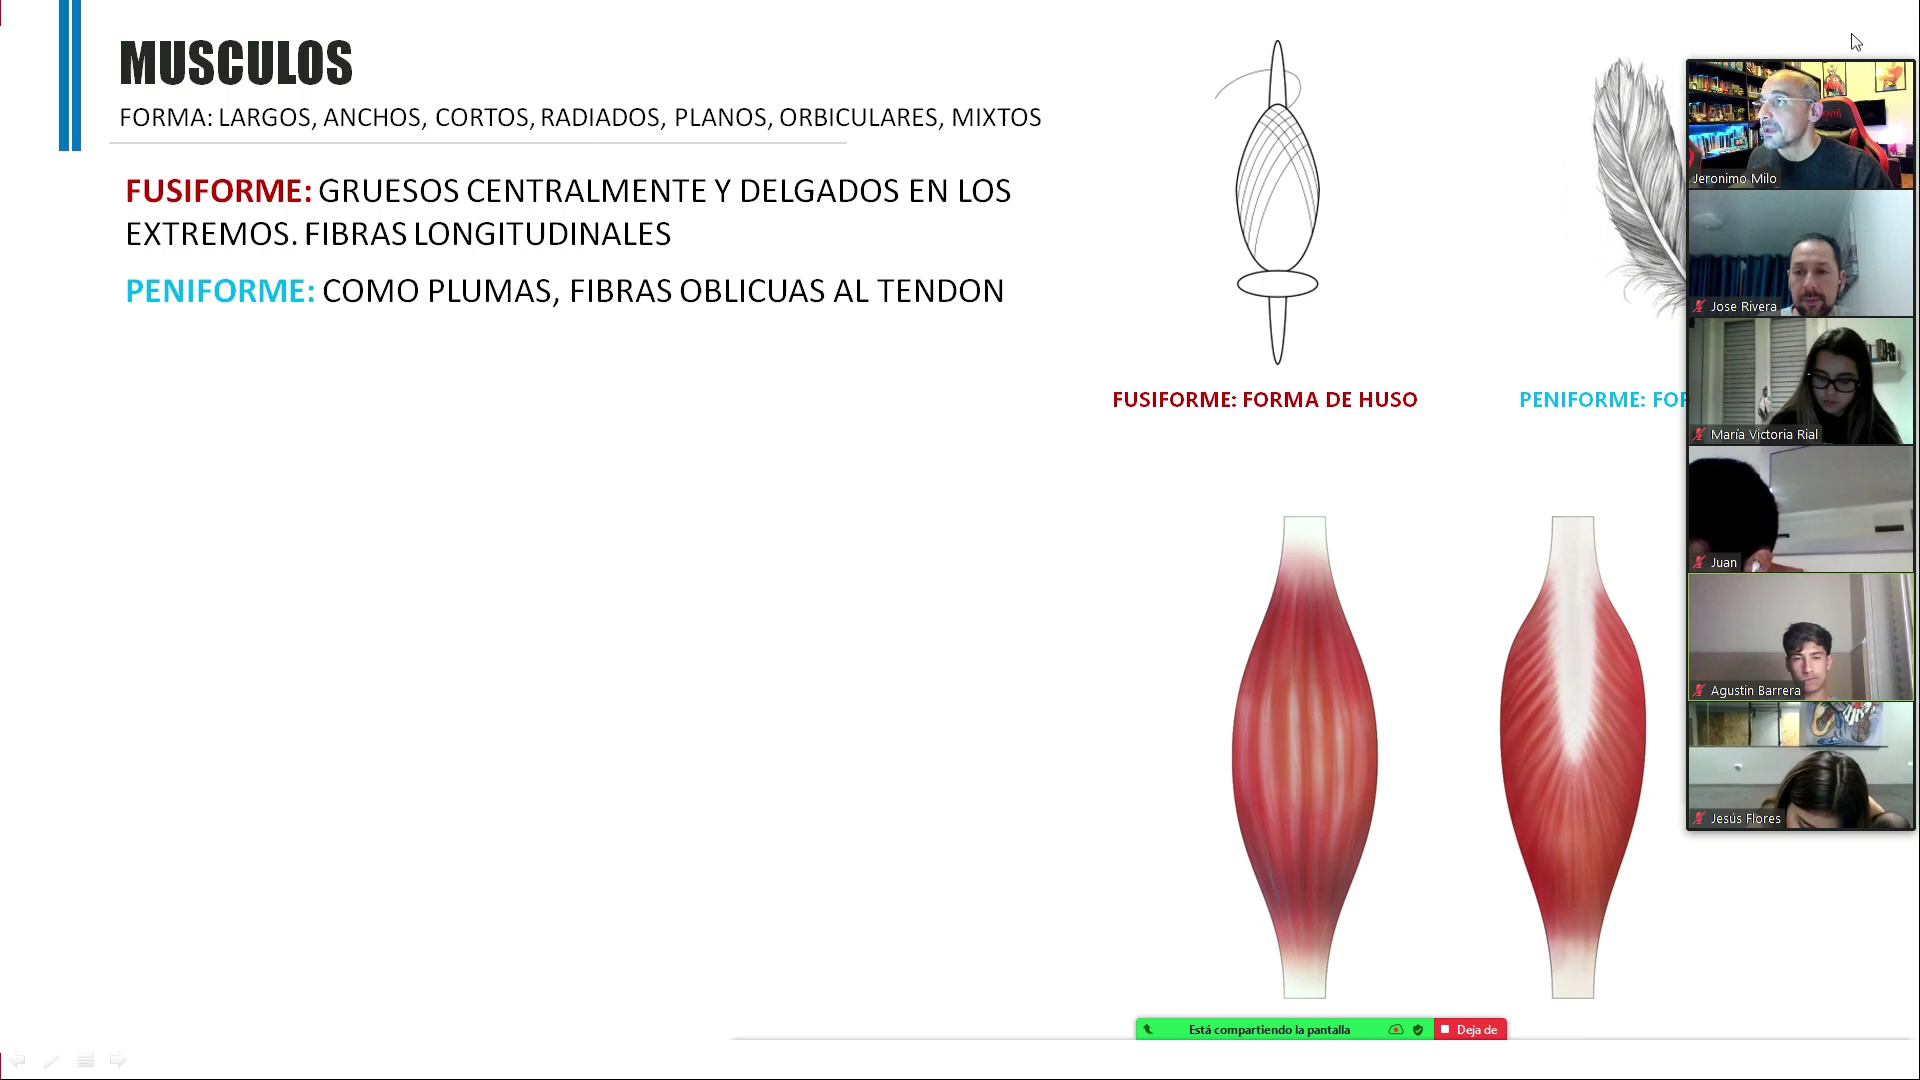 MUSCULOS
FORMA: LARGOS, ANCHOS, CORTOS, RADIADOS, PLANOS, ORBICULARES, MIXTOS
FUSIFORME: GRUESOS CENTRALMENTE Y DELGADOS EN LOS
EXTREMOS. FIBRAS LONGITUDINALES
PENIFORME: COMO PLUMAS, FIBRAS OBLICUAS AL TENDON
FUSIFORME: FORMA DE HUSO
PENIFORME:
Jeronimo Milo
Jose Rivera
María Victoria Rial
Juan
Agustin Barrera
Jesús Flores
Está compartiendo la pantalla
Deja de